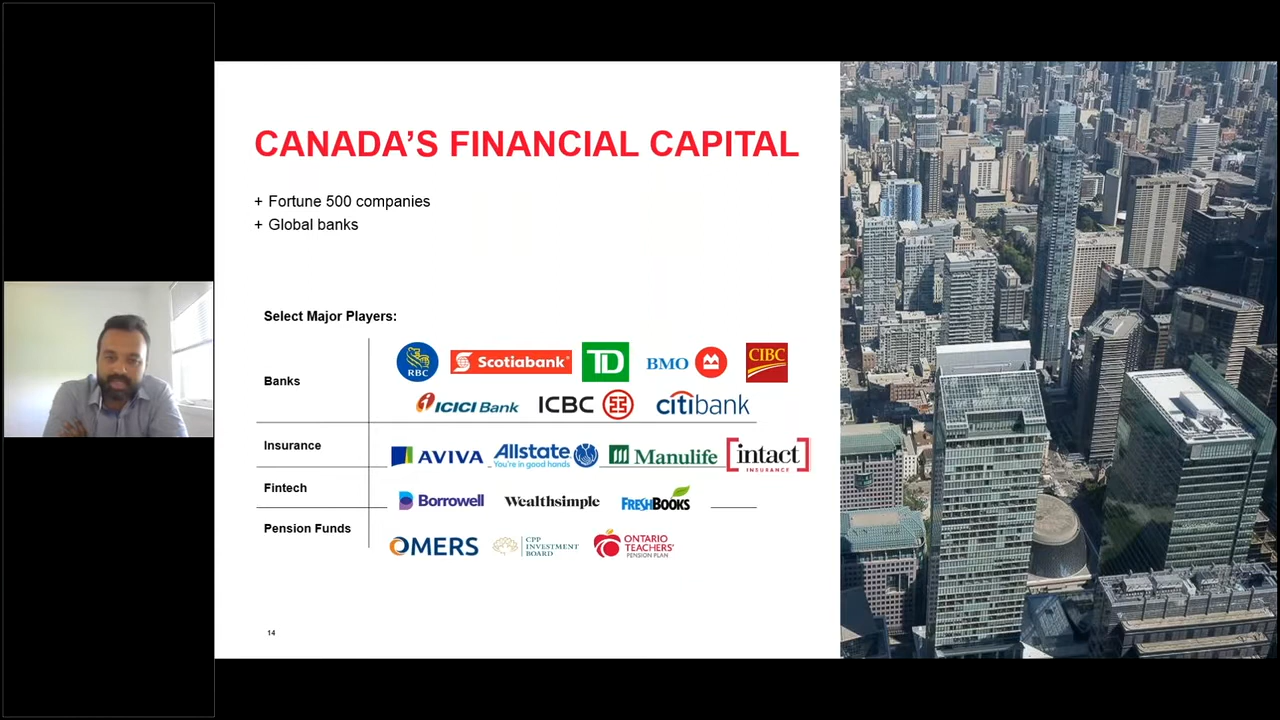 CANADA'S FINANCIAL CAPITAL
+ Fortune 500 companies
+ Global banks
Select Major Players:
Banks
RBC Scotiabank TD BMO CIBC
ICICI Bank ICBC citibank
Insurance
AVIVA Allstate You're in good hands Manulife intact INSURANCE
Fintech
Borrowell Wealthsimple FRESHBOOKS
Pension Funds
OMERS CPP INVESTMENT BOARD ONTARIO TEACHERS' PENSION PLAN
14